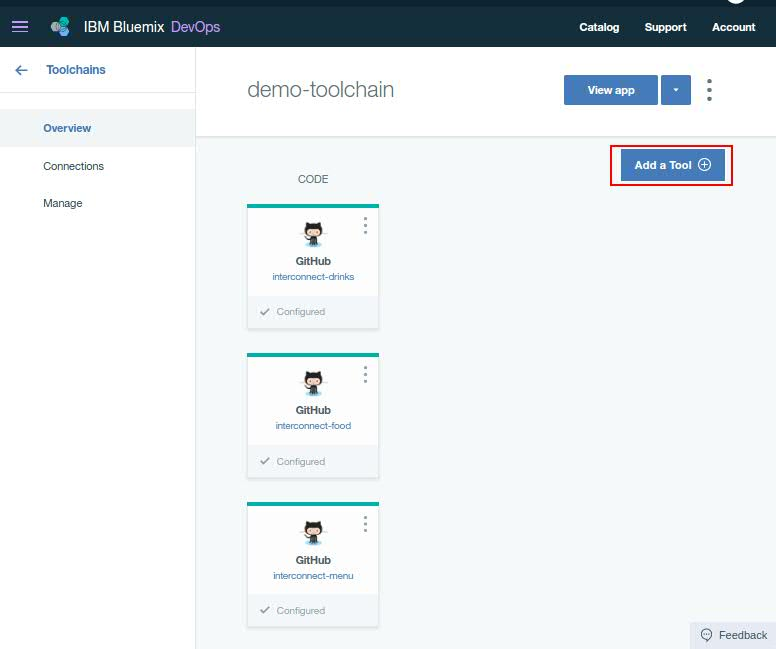 IBM Bluemix DevOps
Catalog Support Account
Toolchains
Overview
Connections
Manage
demo-toolchain
View app
Add a Tool
CODE
GitHub
interconnect-drinks
Configured
GitHub
interconnect-food
Configured
GitHub
interconnect-menu
Configured
Feedback